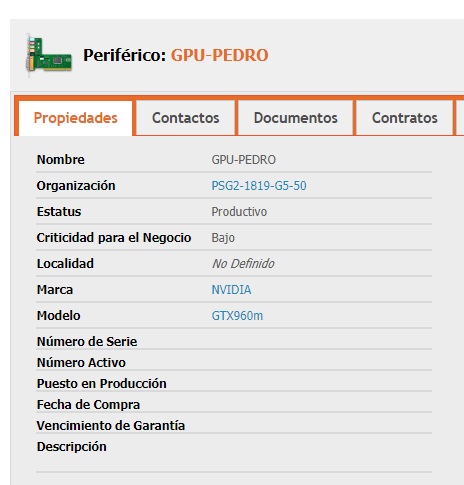 Periférico: GPU-PEDRO
Propiedades Contactos Documentos Contratos
Nombre GPU-PEDRO
Organización PSG2-1819-G5-50
Estatus Productivo
Criticidad para el Negocio Bajo
Localidad No Definido
Marca NVIDIA
Modelo GTX960m
Número de Serie
Número Activo
Puesto en Producción
Fecha de Compra
Vencimiento de Garantía
Descripción